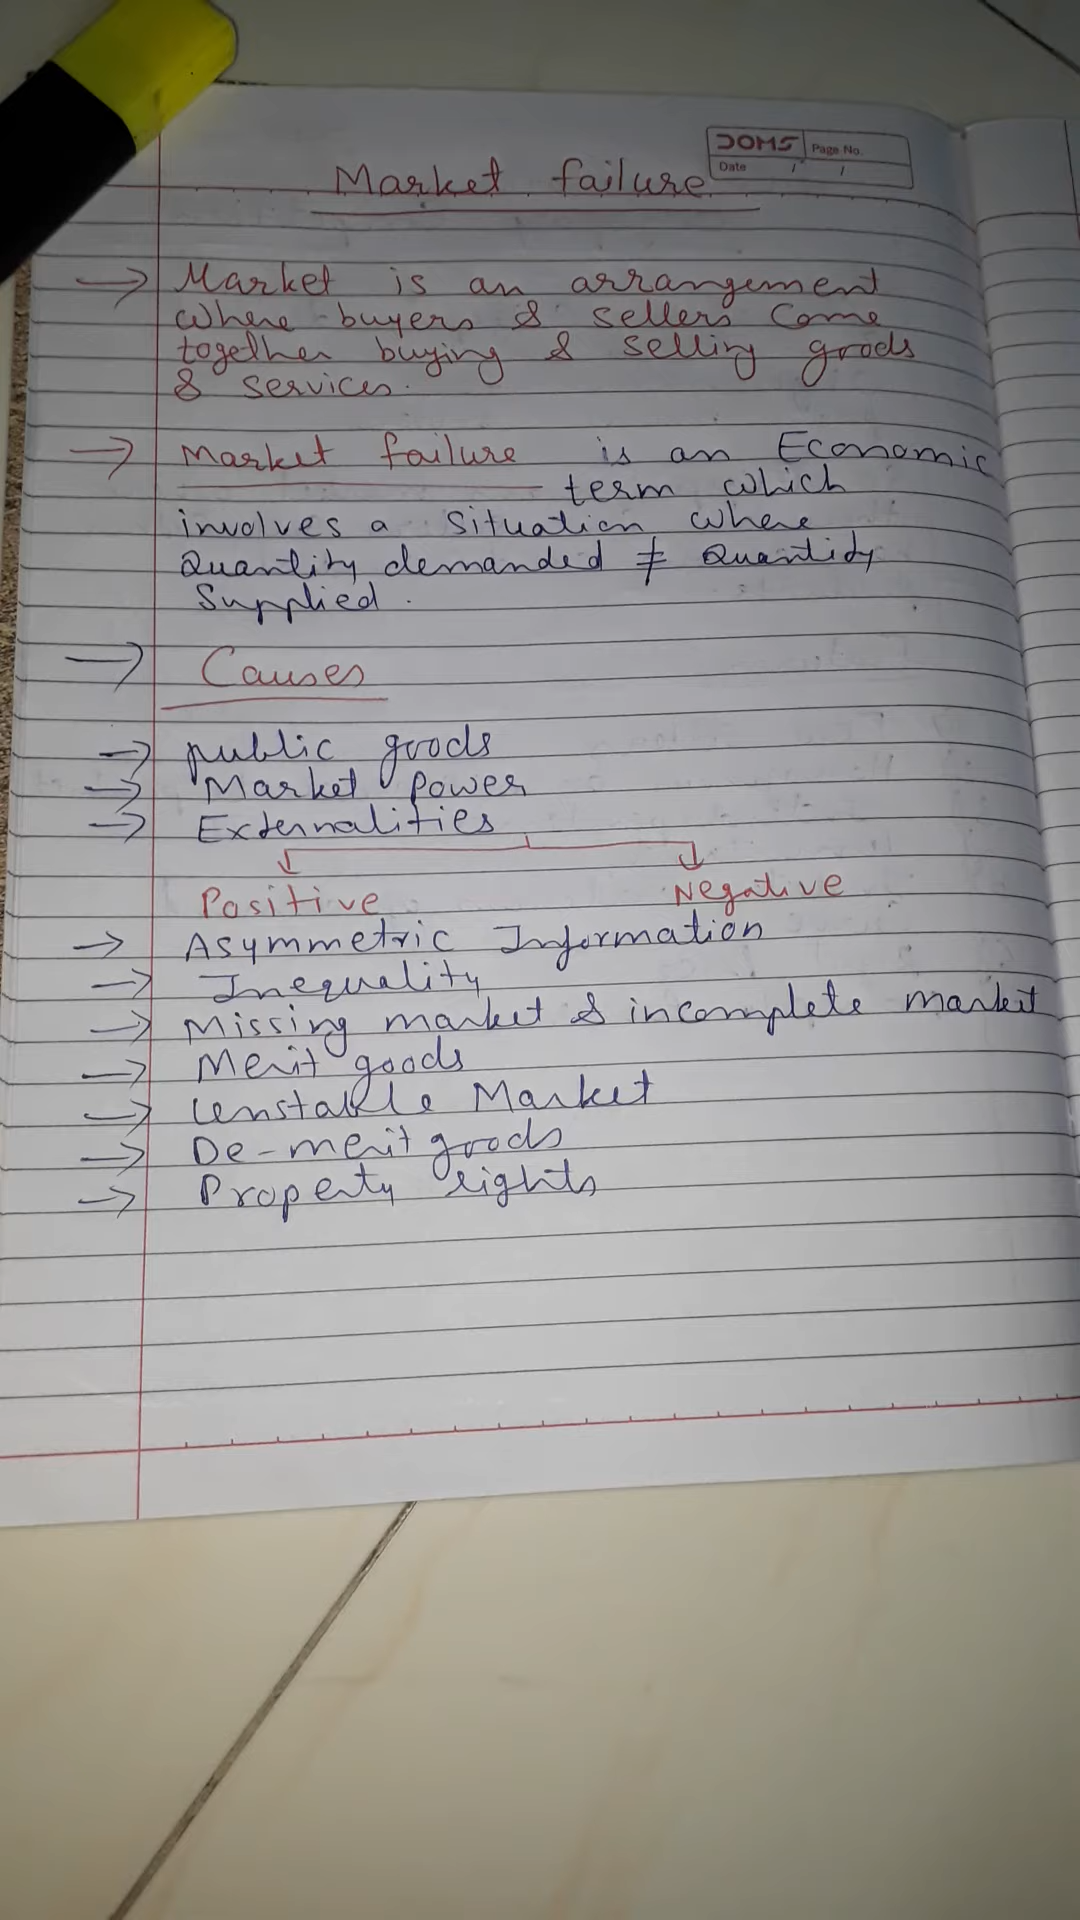 DOMS
Page No.
Date / /
Market failure
→ Market is an arrangement
where buyers & sellers come
together buying & selling goods
& services.
→ Market failure is an Economic
term which
involves a situation where
Quantity demanded ≠ Quantity
Supplied.
→ Causes
→ public goods
→ Market power
→ Externalities
Positive Negative
→ Asymmetric Information
→ Inequality
→ Missing market & incomplete market
→ Merit goods
→ Unstable Market
→ De-merit goods
→ Property rights